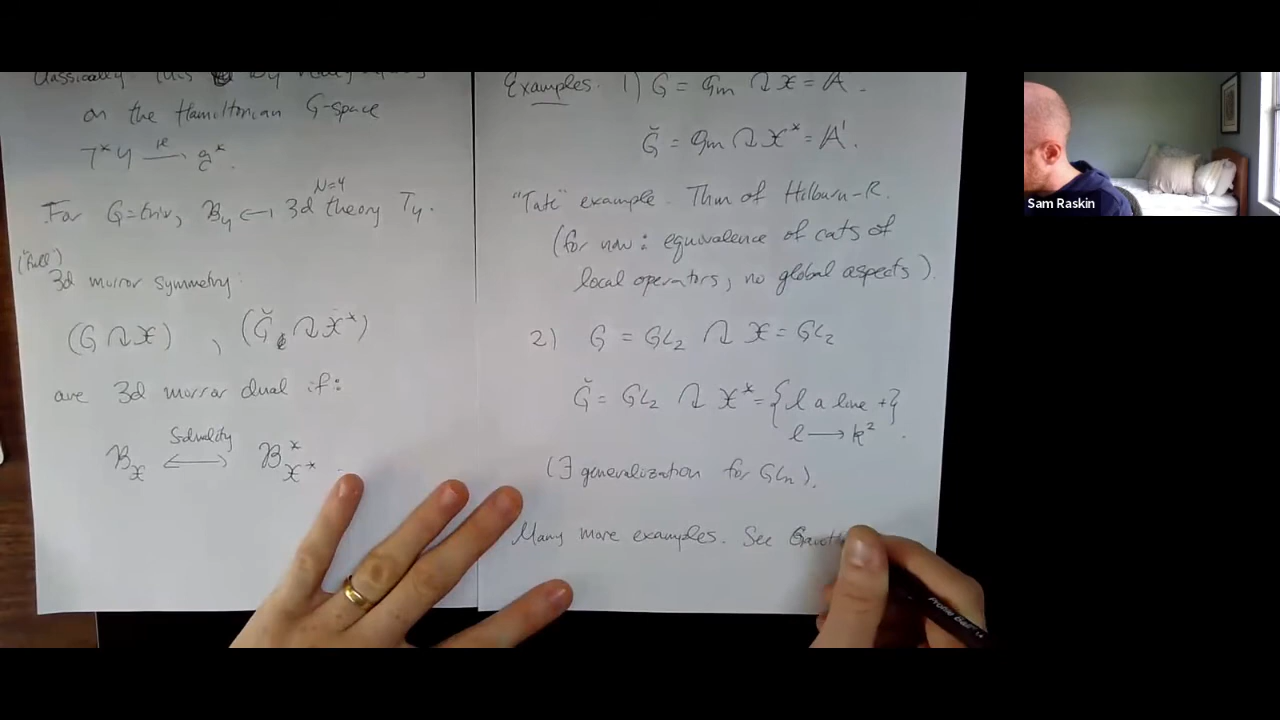 Classically this by
on the Hamiltonian G-space
T*Y —μ→ g*.
For G=triv, B_Y ⟷ 3d N=4 theory T_Y.
("Full")
3d mirror symmetry:
(G ↷ X) , (Ǧ ↷ X*)
are 3d mirror dual if:
B_X ⟷ S-duality B*_X*
Examples. 1) G = Gm ↷ X = A'.
Ǧ = Gm ↷ X* = A'.
"Tate" example. Thm of Hilburn-R.
(for now: equivalence of cats of
local operators, no global aspects).
2) G = GL2 ↷ X = GL2
Ǧ = GL2 ↷ X* = {l a line + }
l → k²
(∃ generalization for GLn).
Many more examples. See
Sam Raskin